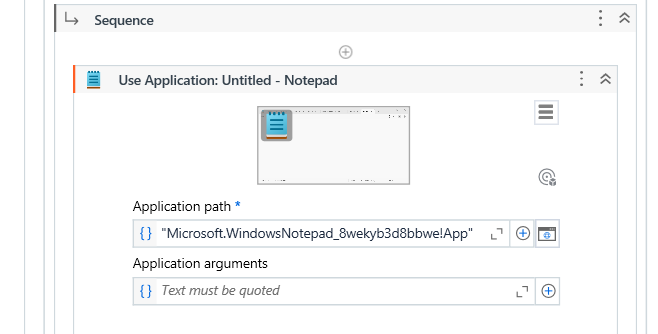 Sequence
Use Application: Untitled - Notepad
Application path *
{ } "Microsoft.WindowsNotepad_8wekyb3d8bbwe!App"
Application arguments
{ } Text must be quoted